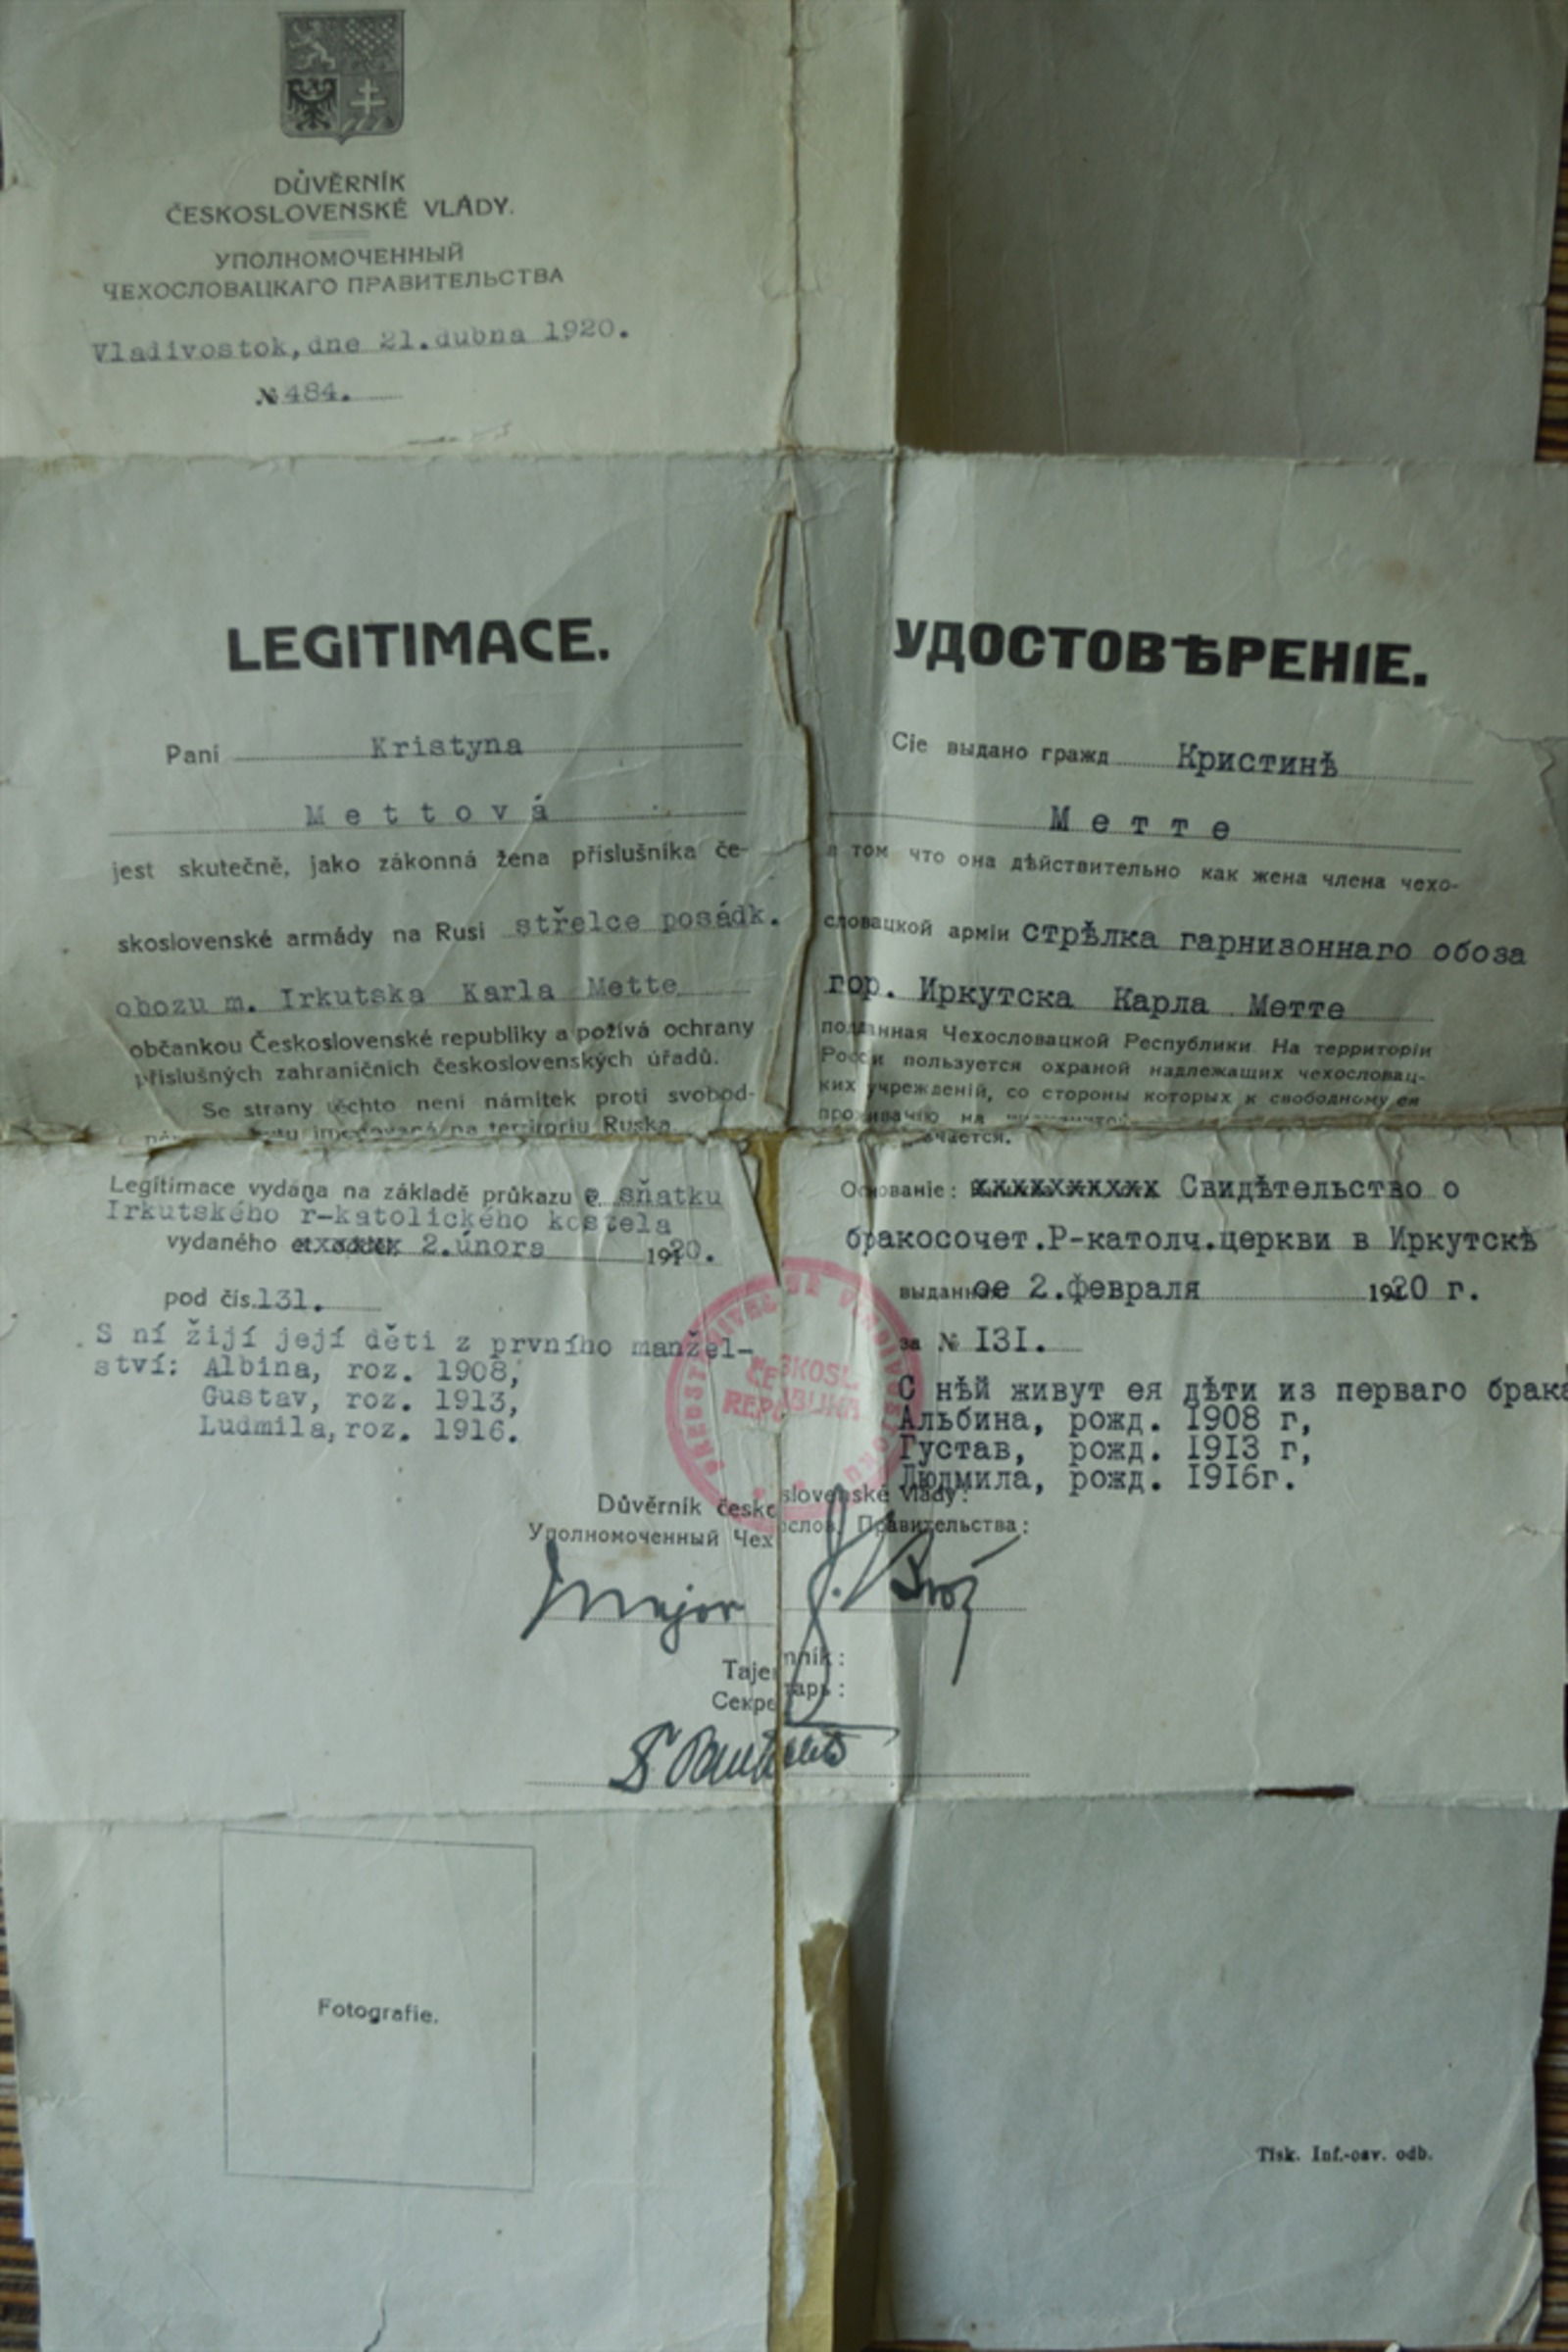 DŮVĚRNÍK
ČESKOSLOVENSKÉ VLÁDY.
УПОЛНОМОЧЕННЫЙ
ЧЕХОСЛОВАЦКАГО ПРАВИТЕЛЬСТВА
Vladivostok, dne 21. dubna 1920.
№ 484.
LEGITIMACE.
Paní Kristyna
Mettová
jest skutečně, jako zákonná žena příslušníka če-
skoslovenské armády na Rusi střelce posádk.
obozu m. Irkutska Karla Mette
občankou Československé republiky a požívá ochrany
příslušných zahraničních československých úřadů.
Se strany těchto není námitek proti svobod-
na territoriu Ruska.
Legitimace vydána na základě průkazu o sňatku
Irkutského ř-katolického kostela
vydaného 2. února 1920.
pod čís. 131.
S ní žijí její děti z prvního manžel-
ství: Albina, roz. 1908,
Gustav, roz. 1913,
Ludmila, roz. 1916.
УДОСТОВѢРЕНІЕ.
Сіе выдано гражд Кристинѣ
Метте
в том что она дѣйствительно как жена члена чехо-
словацкой арміи стрѣлка гарнизоннаго обоза
гор. Иркутска Карла Метте
подданная Чехословацкой Республики. На территоріи
Россіи пользуется охраной надлежащих чехословац-
ких учрежденій, со стороны которых к свободному ея
проживанію на
Основаніе: xxxxxxxxxx Свидѣтельство о
бракосочет.Р-католч.церкви в Иркутскѣ
выданное 2. февраля 1920 г.
за № 131.
С нѣй живут ея дѣти из перваго брака
Альбина, рожд. 1908 г,
Густав, рожд. 1913 г,
Людмила, рожд. 1916г.
ČESKOSL.
REPUBLIKA
Důvěrník československé vlády:
Уполномоченный Чехослов. Правительства:
Major
Tajemník:
Секретарь:
Fotografie.
Tisk. Inf.-osv. odb.